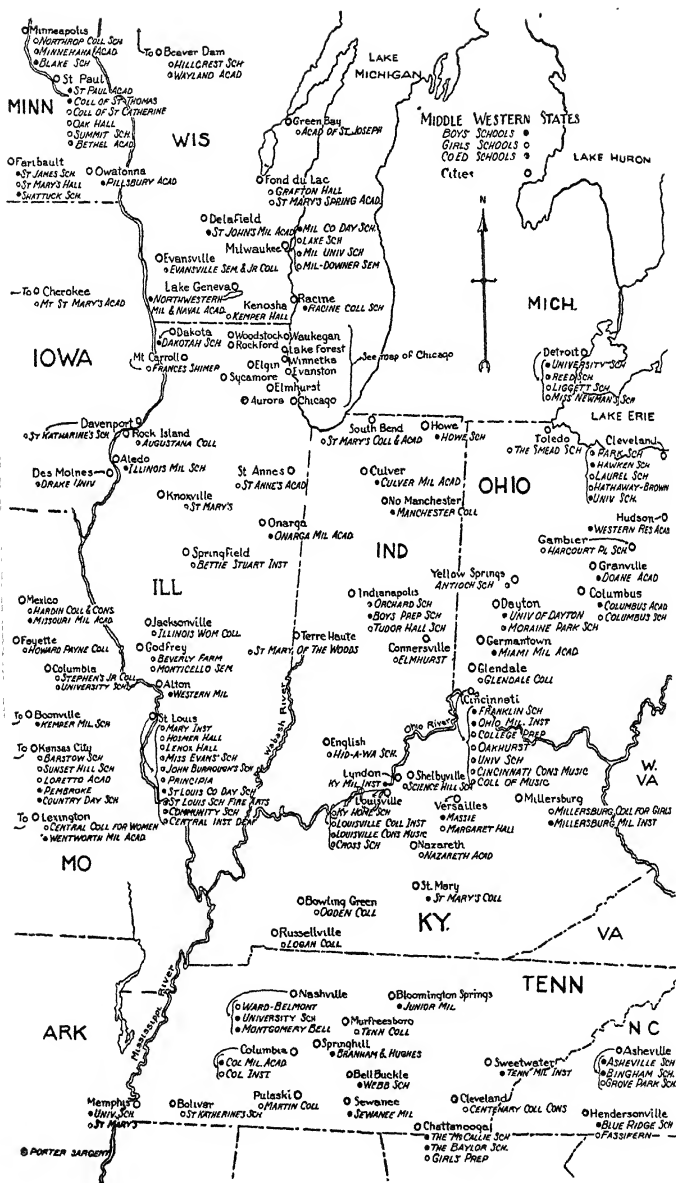 Minneapolis
NORTHROP COLL SCH
MINNEHAHA ACAD
BLAKE SCH
St Paul
ST PAUL ACAD
COLL OF ST THOMAS
COLL OF ST CATHERINE
OAK HALL
SUMMIT SCH.
BETHEL ACAD
MINN
Faribault
ST JAMES SCH
ST MARY'S HALL
SHATTUCK SCH.
Owatonna
PILLSBURY ACAD
To Beaver Dam
HILLCREST SCH
WAYLAND ACAD
WIS
LAKE
MICHIGAN
Green Bay
ACAD OF ST JOSEPH
Fond du Lac
GRAFTON HALL
ST MARY'S SPRING ACAD
Delafield
ST JOHN'S MIL ACAD
Milwaukee
MIL CO DAY SCH.
LAKE SCH
MIL UNIV SCH
MIL-DOWNER SEM
Evansville
EVANSVILLE SEM & JR COLL
Lake Geneva
NORTHWESTERN
MIL & NAVAL ACAD
Kenosha
KEMPER HALL
Racine
RACINE COLL SCH
MIDDLE WESTERN STATES
BOYS SCHOOLS
GIRLS SCHOOLS
COED SCHOOLS
Cities
N
LAKE HURON
MICH.
Detroit
UNIVERSITY SCH
REED SCH
LIGGETT SCH
MISS NEWMAN'S SCH
LAKE ERIE
To Cherokee
MT ST MARY'S ACAD
IOWA
Dakota
DAKOTAH SCH
Mt Carroll
FRANCES SHIMER
Woodstock
Waukegan
Rockford
Lake Forest
Winnetka
Elgin
Evanston
Sycamore
Elmhurst
Aurora
Chicago
See map of Chicago
Davenport
ST KATHARINE'S SCH
Rock Island
AUGUSTANA COLL
Aledo
ILLINOIS MIL SCH
Des Moines
DRAKE UNIV
St Annes
ST ANNE'S ACAD
Knoxville
ST MARY'S
Onarga
ONARGA MIL ACAD
Springfield
BETTIE STUART INST
ILL
Jacksonville
ILLINOIS WOM COLL
Godfrey
BEVERLY FARM
MONTICELLO SEM
Alton
WESTERN MIL
South Bend
ST MARY'S COLL & ACAD
Howe
HOWE SCH
Culver
CULVER MIL ACAD
No Manchester
MANCHESTER COLL
IND
Indianapolis
ORCHARD SCH
BOYS PREP SCH
TUDOR HALL SCH
Connersville
ELMHURST
Terre Haute
ST MARY OF THE WOODS
Wabash River
English
HID-A-WA SCH.
Toledo
THE SMEAD SCH
Cleveland
PARK SCH
HAWKEN SCH
LAUREL SCH
HATHAWAY-BROWN
UNIV SCH.
OHIO
Hudson
WESTERN RES ACAD
Gambier
HARCOURT PL SCH
Granville
DOANE ACAD
Columbus
COLUMBUS ACAD
COLUMBUS SCH
Yellow Springs
ANTIOCH SCH
Dayton
UNIV OF DAYTON
MORAINE PARK SCH
Germantown
MIAMI MIL ACAD
Glendale
GLENDALE COLL
Cincinnati
FRANKLIN SCH
OHIO MIL. INST
COLLEGE PREP
OAKHURST
UNIV SCH
CINCINNATI CONS MUSIC
COLL OF MUSIC
Ohio River
W.
VA
Mexico
HARDIN COLL & CONS
MISSOURI MIL ACAD
Fayette
HOWARD PAYNE COLL
Columbia
STEPHEN'S JR COLL
UNIVERSITY SCH
To Boonville
KEMPER MIL. SCH
To Kansas City
BARSTOW SCH
SUNSET HILL SCH
LORETTO ACAD
PEMBROKE
COUNTRY DAY SCH
To Lexington
CENTRAL COLL FOR WOMEN
WENTWORTH MIL ACAD
MO
St Louis
MARY INST
HOSMER HALL
LENOX HALL
MISS EVANS' SCH
JOHN BURROUGHS SCH
PRINCIPIA
ST LOUIS CO DAY SCH
ST LOUIS SCH FINE ARTS
COMMUNITY SCH
CENTRAL INST DEAF
Lyndon
KY MIL INST
Shelbyville
SCIENCE HILL SCH
Louisville
KY HOME SCH
LOUISVILLE COLL INST
LOUISVILLE CONS MUSIC
CROSS SCH
Versailles
MASSIE
MARGARET HALL
Millersburg
MILLERSBURG COLL FOR GIRLS
MILLERSBURG MIL INST
Nazareth
NAZARETH ACAD
St. Mary
ST MARY'S COLL
Bowling Green
OGDEN COLL
KY.
Russellville
LOGAN COLL
VA
TENN
Mississippi River
ARK
Nashville
WARD-BELMONT
UNIVERSITY SCH
MONTGOMERY BELL
Bloomington Springs
JUNIOR MIL
Murfreesboro
TENN COLL
Springhill
BRANHAM & HUGHES
Columbia
COL MIL. ACAD
COL INST
Bell Buckle
WEBB SCH
Sweetwater
TENN MIL INST
N C
Asheville
ASHEVILLE SCH
BINGHAM SCH.
GROVE PARK SCH.
Memphis
UNIV. SCH
ST MARY'S
Bolivar
ST KATHERINE'S SCH
Pulaski
MARTIN COLL
Sewanee
SEWANEE MIL
Cleveland
CENTENARY COLL CONS
Hendersonville
BLUE RIDGE SCH
FASSIFERN
Chattanooga
THE MCCALLIE SCH
THE BAYLOR SCH.
GIRLS PREP
© PORTER SARGENT